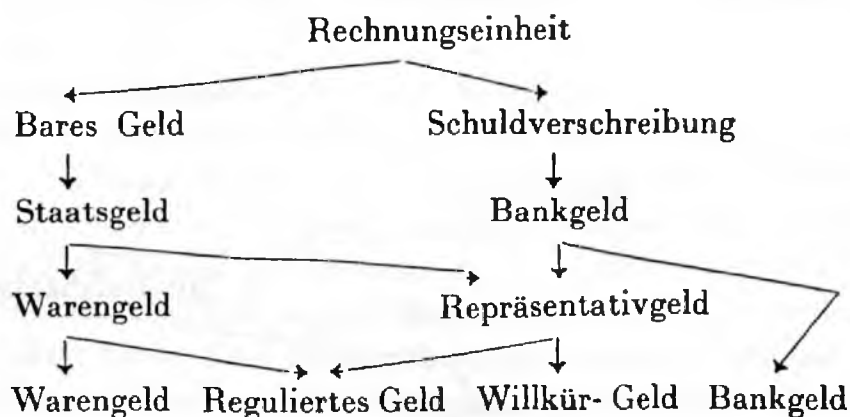 Rechnungseinheit
Bares Geld Schuldverschreibung
Staatsgeld Bankgeld
Warengeld Repräsentativgeld
Warengeld Reguliertes Geld Willkür- Geld Bankgeld